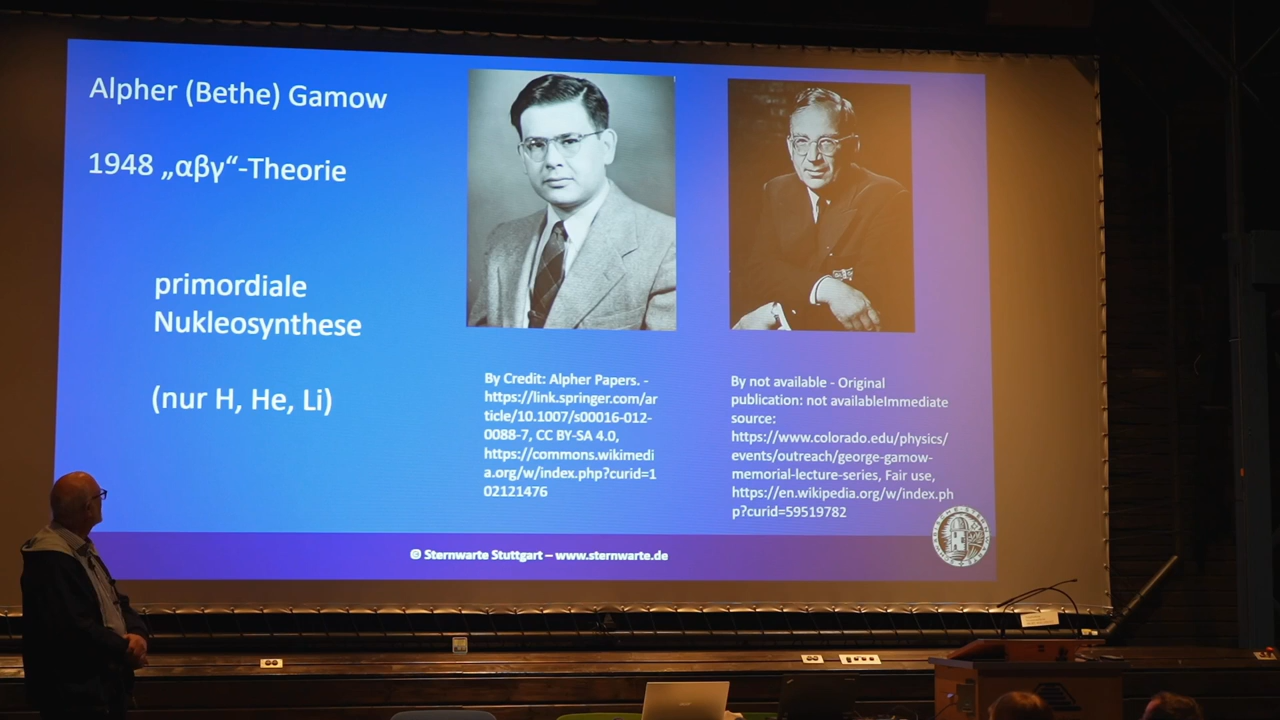 Alpher (Bethe) Gamow
1948 „αβγ“-Theorie
primordiale
Nukleosynthese
(nur H, He, Li)
By Credit: Alpher Papers. -
https://link.springer.com/ar
ticle/10.1007/s00016-012-
0088-7, CC BY-SA 4.0,
https://commons.wikimedi
a.org/w/index.php?curid=1
02121476
By not available - Original
publication: not availableImmediate
source:
https://www.colorado.edu/physics/
events/outreach/george-gamow-
memorial-lecture-series, Fair use,
https://en.wikipedia.org/w/index.ph
p?curid=59519782
© Sternwarte Stuttgart – www.sternwarte.de